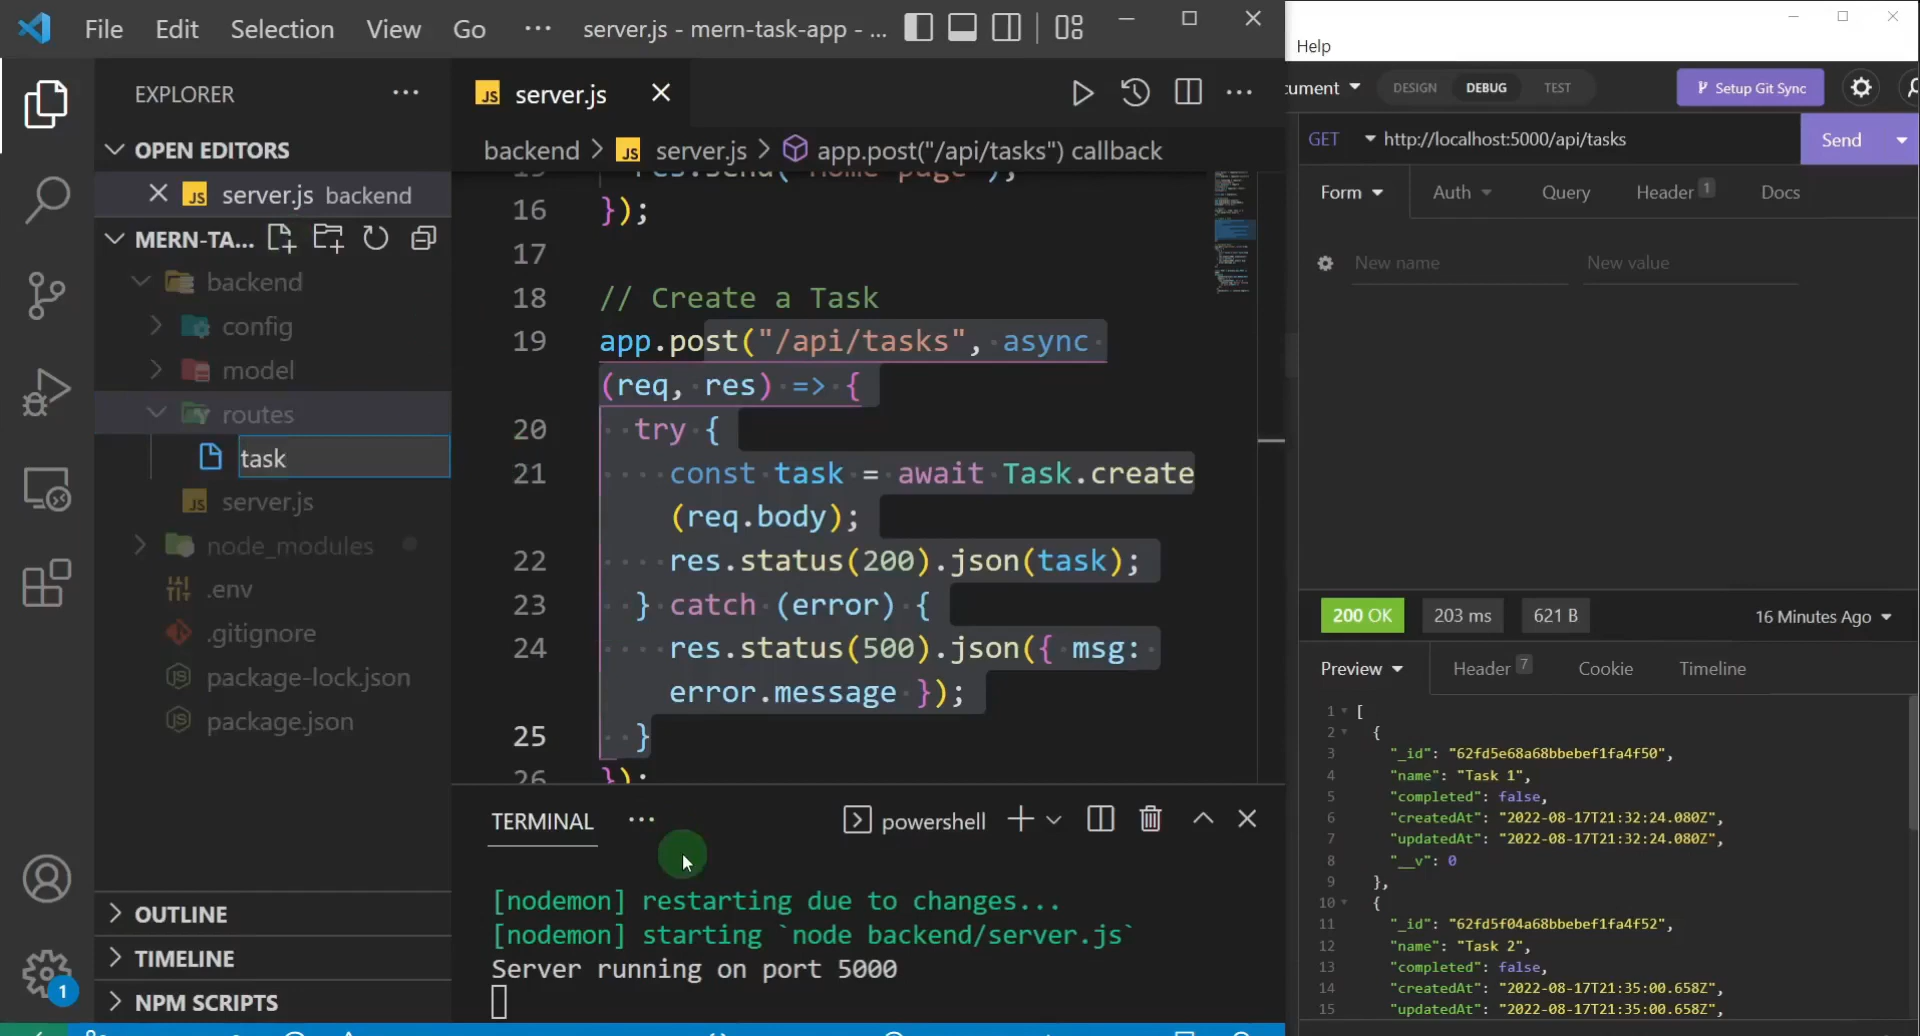 File Edit Selection View Go ... server.js - mern-task-app - ...
EXPLORER
OPEN EDITORS
server.js backend
MERN-TA...
backend
config
model
routes
task
server.js
node_modules
.env
.gitignore
package-lock.json
package.json
OUTLINE
TIMELINE
NPM SCRIPTS
1
JS server.js
backend > JS server.js > app.post("/api/tasks") callback
16 });
17
18 // Create a Task
19 app.post("/api/tasks", async
(req, res) => {
20 try {
21 const task = await Task.create
(req.body);
22 res.status(200).json(task);
23 } catch (error) {
24 res.status(500).json({ msg:
error.message });
25 }
26 });
TERMINAL ... powershell
[nodemon] restarting due to changes...
[nodemon] starting `node backend/server.js`
Server running on port 5000
Help
cument DESIGN DEBUG TEST Setup Git Sync
GET http://localhost:5000/api/tasks Send
Form Auth Query Header 1 Docs
New name New value
200 OK 203 ms 621 B 16 Minutes Ago
Preview Header 7 Cookie Timeline
1 [
2 {
3 "_id": "62fd5e68a68bbebef1fa4f50",
4 "name": "Task 1",
5 "completed": false,
6 "createdAt": "2022-08-17T21:32:24.080Z",
7 "updatedAt": "2022-08-17T21:32:24.080Z",
8 "__v": 0
9 },
10 {
11 "_id": "62fd5f04a68bbebef1fa4f52",
12 "name": "Task 2",
13 "completed": false,
14 "createdAt": "2022-08-17T21:35:00.658Z",
15 "updatedAt": "2022-08-17T21:35:00.658Z",